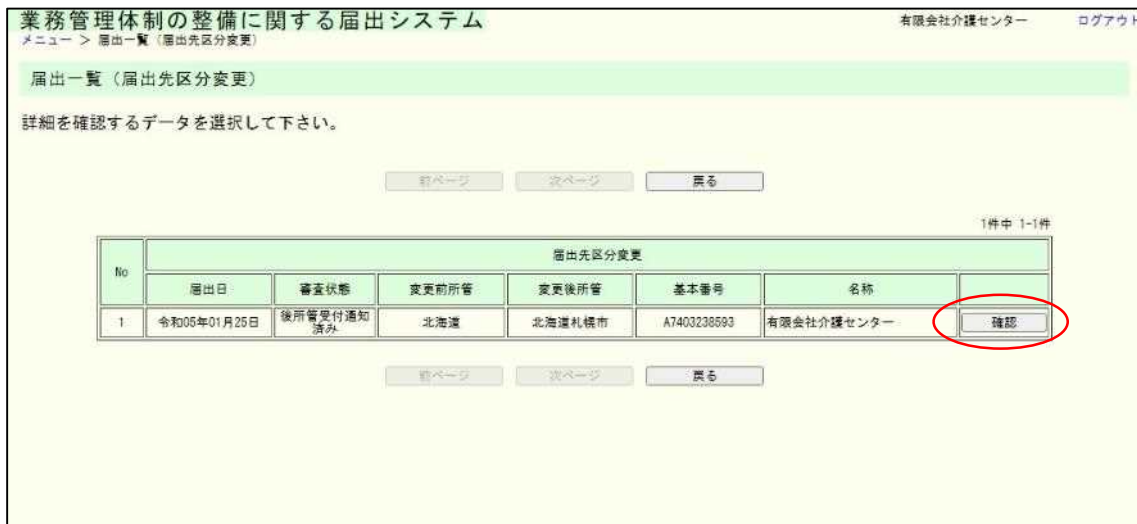 業務管理体制の整備に関する届出システム
有限会社介護センター
ログアウト
メニュー > 届出一覧（届出先区分変更）
届出一覧（届出先区分変更）
詳細を確認するデータを選択して下さい。
前ページ 次ページ 戻る
1件中 1-1件
No 届出先区分変更
届出日 審査状態 変更前所管 変更後所管 基本番号 名称
1 令和05年01月25日 後所管受付通知済み 北海道 北海道札幌市 A7403238593 有限会社介護センター 確認
前ページ 次ページ 戻る